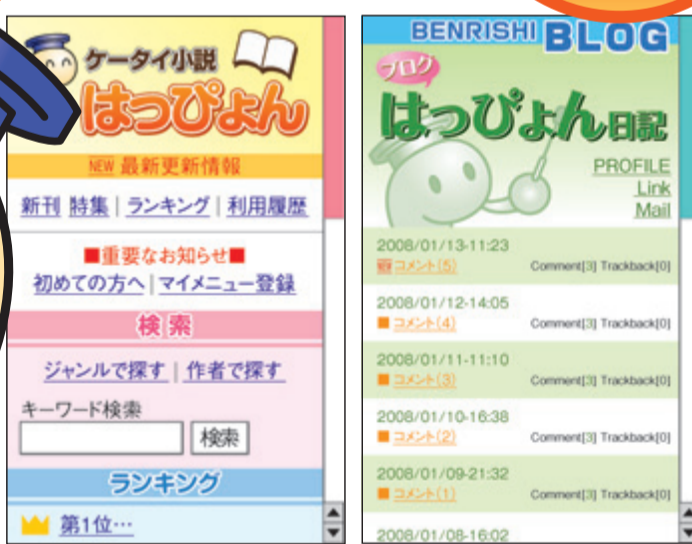 ケータイ小説
はっぴょん
NEW 最新更新情報
新刊 特集 | ランキング | 利用履歴
■重要なお知らせ■
初めての方へ | マイメニュー登録
検索
ジャンルで探す | 作者で探す
キーワード検索
検索
ランキング
第1位…
BENRISHI BLOG
ブログ
はっぴょん日記
PROFILE
Link
Mail
2008/01/13-11:23
NEW コメント(5) Comment[3] Trackback[0]
2008/01/12-14:05
■ コメント(4) Comment[3] Trackback[0]
2008/01/11-11:10
■ コメント(3) Comment[3] Trackback[0]
2008/01/10-16:38
■ コメント(2) Comment[3] Trackback[0]
2008/01/09-21:32
■ コメント(1) Comment[3] Trackback[0]
2008/01/08-16:02